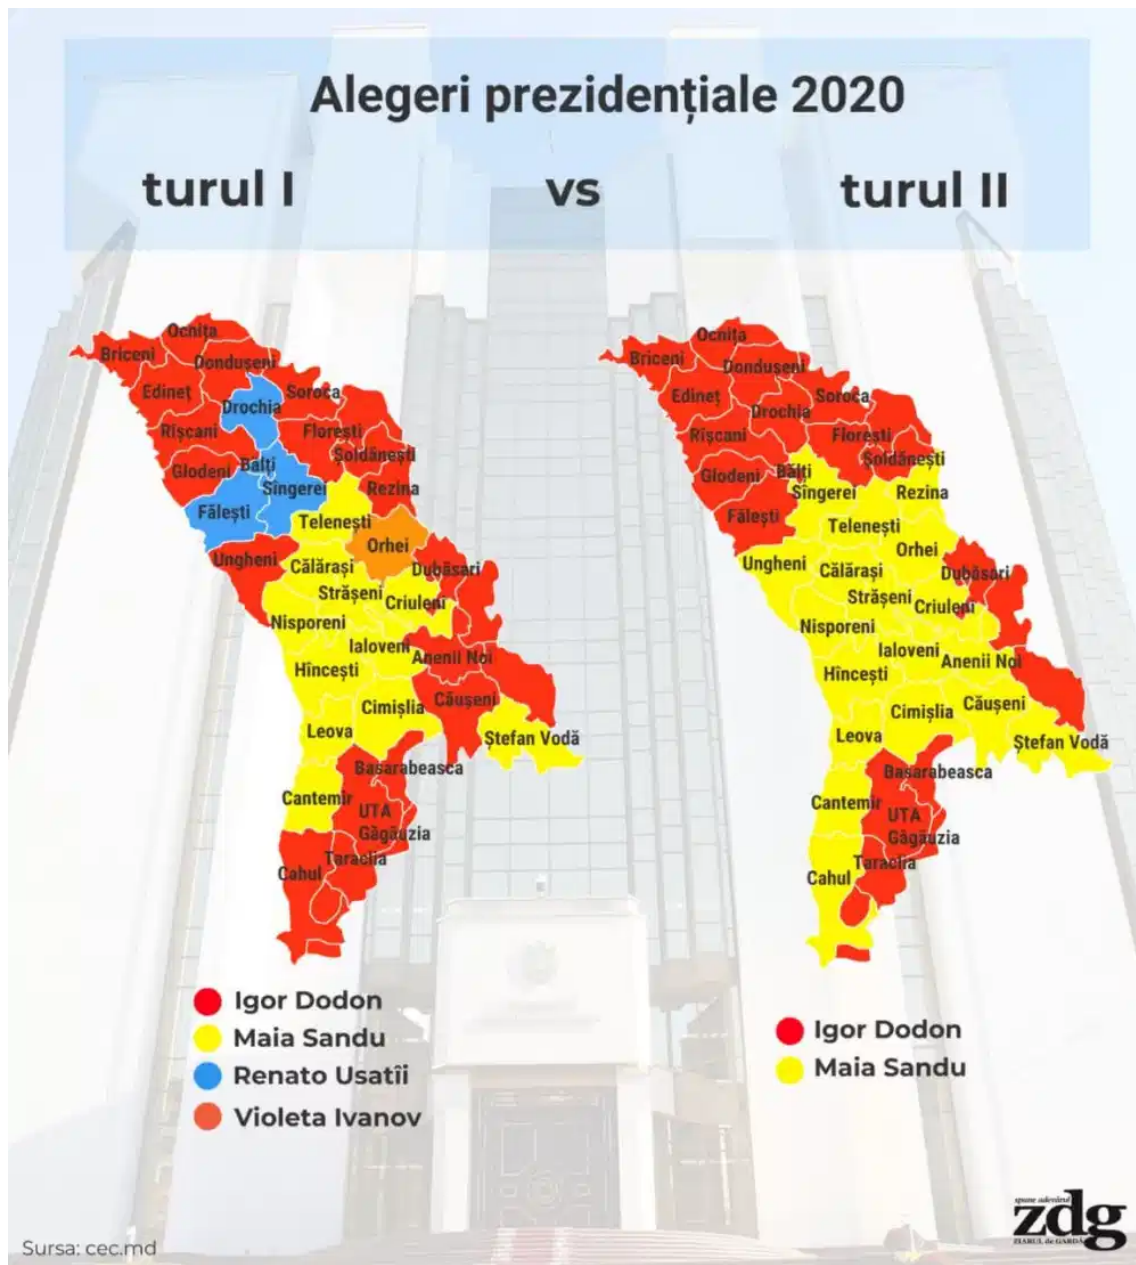 Alegeri prezidențiale 2020
turul I
vs
turul II
Ocnița
Briceni
Dondușeni
Edineț
Soroca
Drochia
Rîșcani
Florești
Șoldănești
Glodeni
Bălți
Sîngerei
Rezina
Fălești
Telenești
Orhei
Ungheni
Călărași
Dubăsari
Strășeni
Criuleni
Nisporeni
Ialoveni
Anenii Noi
Hîncești
Căușeni
Cimișlia
Leova
Ștefan Vodă
Basarabeasca
Cantemir
UTA
Găgăuzia
Taraclia
Cahul
Ocnița
Briceni
Dondușeni
Edineț
Soroca
Drochia
Rîșcani
Florești
Șoldănești
Glodeni
Bălți
Sîngerei
Rezina
Fălești
Telenești
Orhei
Ungheni
Călărași
Dubăsari
Strășeni
Criuleni
Nisporeni
Ialoveni
Anenii Noi
Hîncești
Căușeni
Cimișlia
Leova
Ștefan Vodă
Basarabeasca
Cantemir
UTA
Găgăuzia
Taraclia
Cahul
Igor Dodon
Maia Sandu
Renato Usatîi
Violeta Ivanov
Igor Dodon
Maia Sandu
Sursa: cec.md
spune adevărul
zdg
ZIARUL de GARDĂ